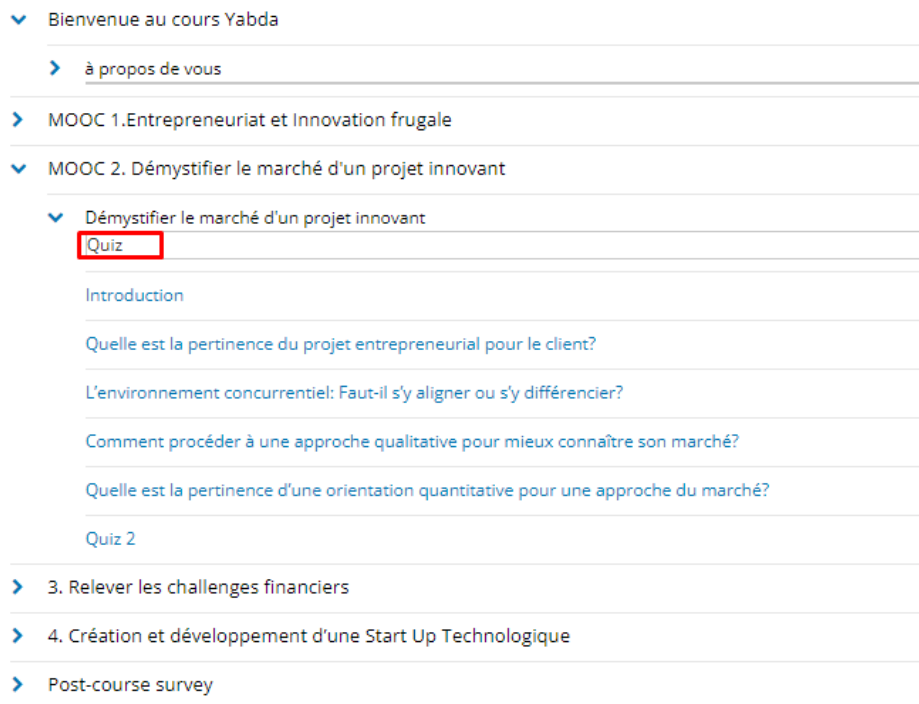 Bienvenue au cours Yabda
à propos de vous
MOOC 1.Entrepreneuriat et Innovation frugale
MOOC 2. Démystifier le marché d'un projet innovant
Démystifier le marché d'un projet innovant
Quiz
Introduction
Quelle est la pertinence du projet entrepreneurial pour le client?
L’environnement concurrentiel: Faut-il s’y aligner ou s’y différencier?
Comment procéder à une approche qualitative pour mieux connaître son marché?
Quelle est la pertinence d’une orientation quantitative pour une approche du marché?
Quiz 2
3. Relever les challenges financiers
4. Création et développement d’une Start Up Technologique
Post-course survey